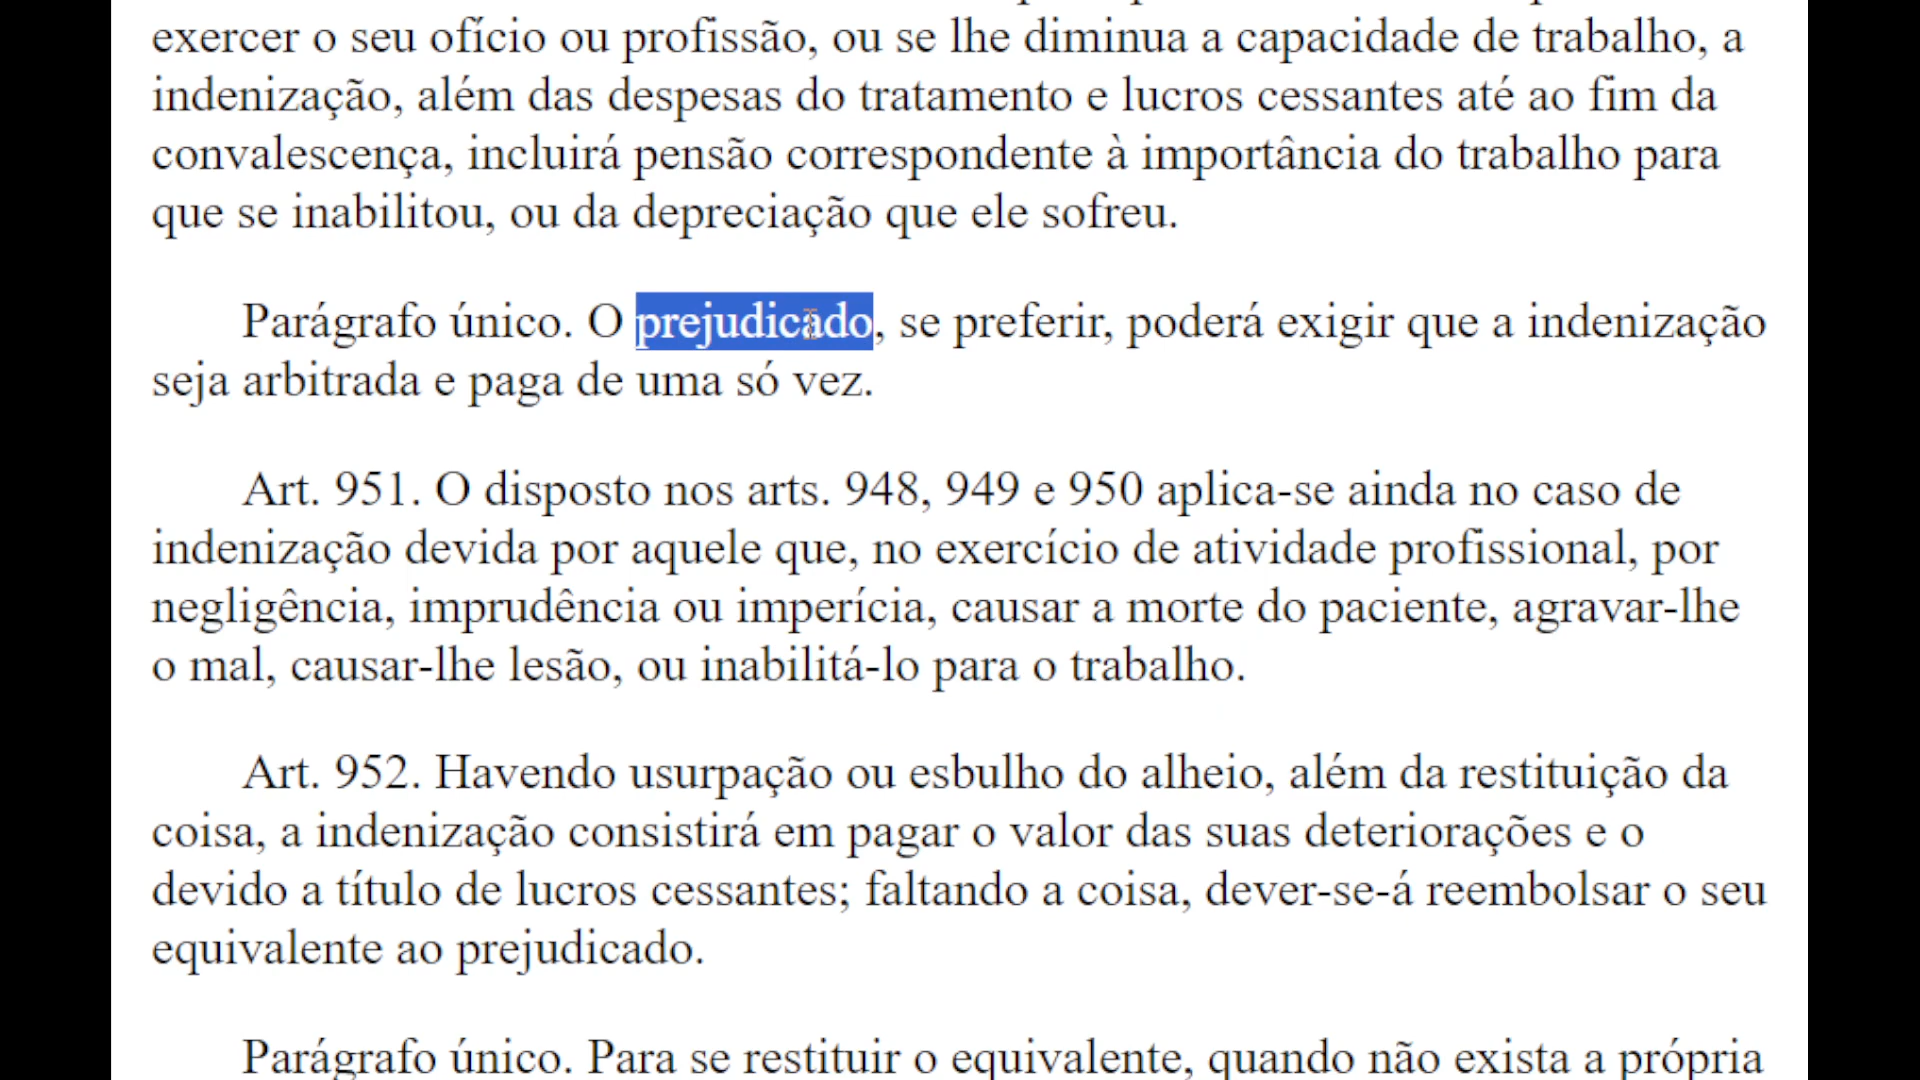 exercer o seu ofício ou profissão, ou se lhe diminua a capacidade de trabalho, a
indenização, além das despesas do tratamento e lucros cessantes até ao fim da
convalescença, incluirá pensão correspondente à importância do trabalho para
que se inabilitou, ou da depreciação que ele sofreu.
Parágrafo único. O prejudicado, se preferir, poderá exigir que a indenização
seja arbitrada e paga de uma só vez.
Art. 951. O disposto nos arts. 948, 949 e 950 aplica-se ainda no caso de
indenização devida por aquele que, no exercício de atividade profissional, por
negligência, imprudência ou imperícia, causar a morte do paciente, agravar-lhe
o mal, causar-lhe lesão, ou inabilitá-lo para o trabalho.
Art. 952. Havendo usurpação ou esbulho do alheio, além da restituição da
coisa, a indenização consistirá em pagar o valor das suas deteriorações e o
devido a título de lucros cessantes; faltando a coisa, dever-se-á reembolsar o seu
equivalente ao prejudicado.
Parágrafo único. Para se restituir o equivalente, quando não exista a própria